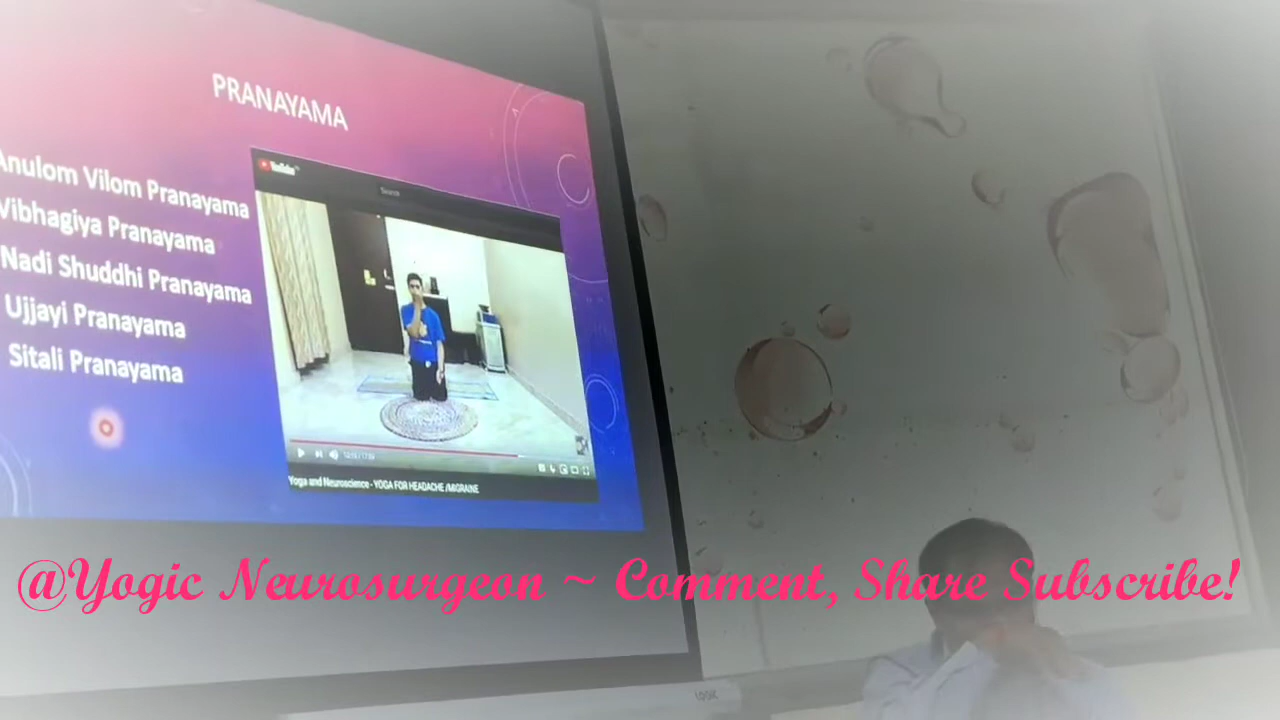 PRANAYAMA
Anulom Vilom Pranayama
Vibhagiya Pranayama
Nadi Shuddhi Pranayama
Ujjayi Pranayama
Sitali Pranayama
YouTube
Yoga and Neuroscience - YOGA FOR HEADACHE /MIGRAINE
@Yogic Neurosurgeon ~ Comment, Share Subscribe!
LOGIC